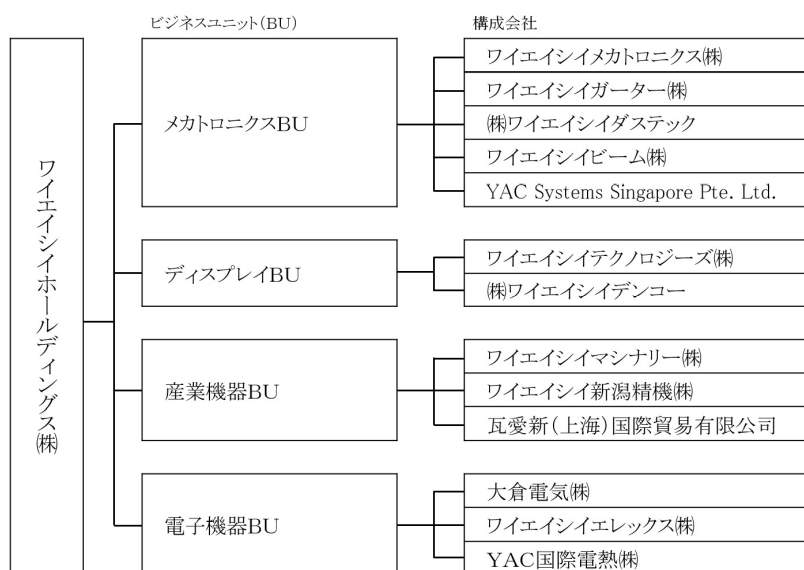 ビジネスユニット(BU)
構成会社
ワイエイシイホールディングス㈱
メカトロニクスBU
ワイエイシイメカトロニクス㈱
ワイエイシイガーター㈱
㈱ワイエイシイダステック
ワイエイシイビーム㈱
YAC Systems Singapore Pte. Ltd.
ディスプレイBU
ワイエイシイテクノロジーズ㈱
㈱ワイエイシイデンコー
産業機器BU
ワイエイシイマシナリー㈱
ワイエイシイ新潟精機㈱
瓦愛新(上海)国際貿易有限公司
電子機器BU
大倉電気㈱
ワイエイシイエレックス㈱
YAC国際電熱㈱